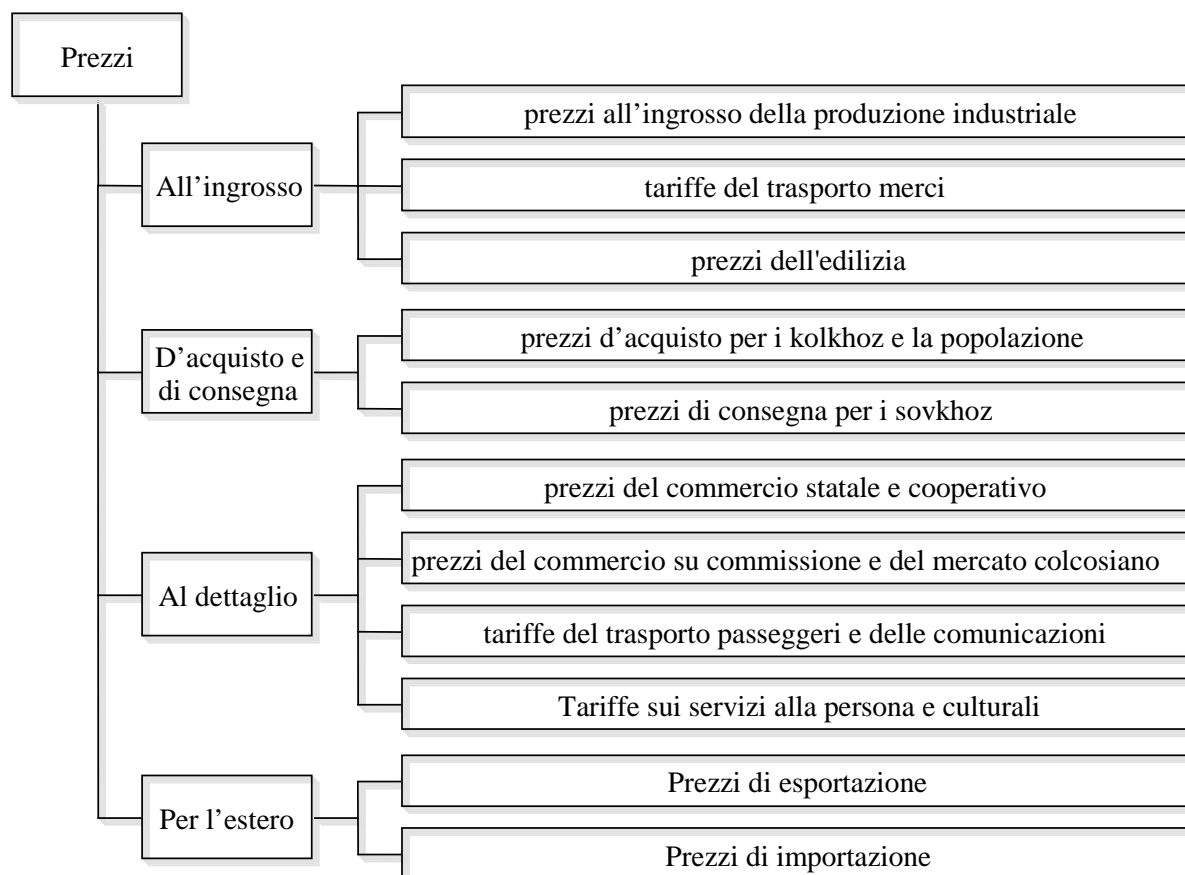 Prezzi
All’ingrosso
prezzi all’ingrosso della produzione industriale
tariffe del trasporto merci
prezzi dell'edilizia
D’acquisto e
di consegna
prezzi d’acquisto per i kolkhoz e la popolazione
prezzi di consegna per i sovkhoz
Al dettaglio
prezzi del commercio statale e cooperativo
prezzi del commercio su commissione e del mercato colcosiano
tariffe del trasporto passeggeri e delle comunicazioni
Tariffe sui servizi alla persona e culturali
Per l’estero
Prezzi di esportazione
Prezzi di importazione